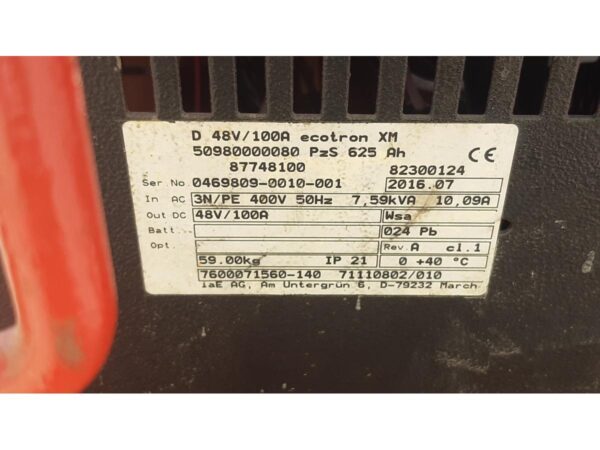 D 48V/100A ecotron XM
50980000080 PzS 625 Ah
87748100 82300124 CE
Ser No. 0469809-0010-001 2016.07
In AC 3N/PE 400V 50Hz 7,59kVA 10,09A
Out DC 48V/100A Wsa
Batt. 024 Pb
Opt. Rev. A cl.1
59.00kg IP 21 0 +40 °C
7600071560-140 71110802/010
IaE AG, Am Untergrün 6, D-79232 March